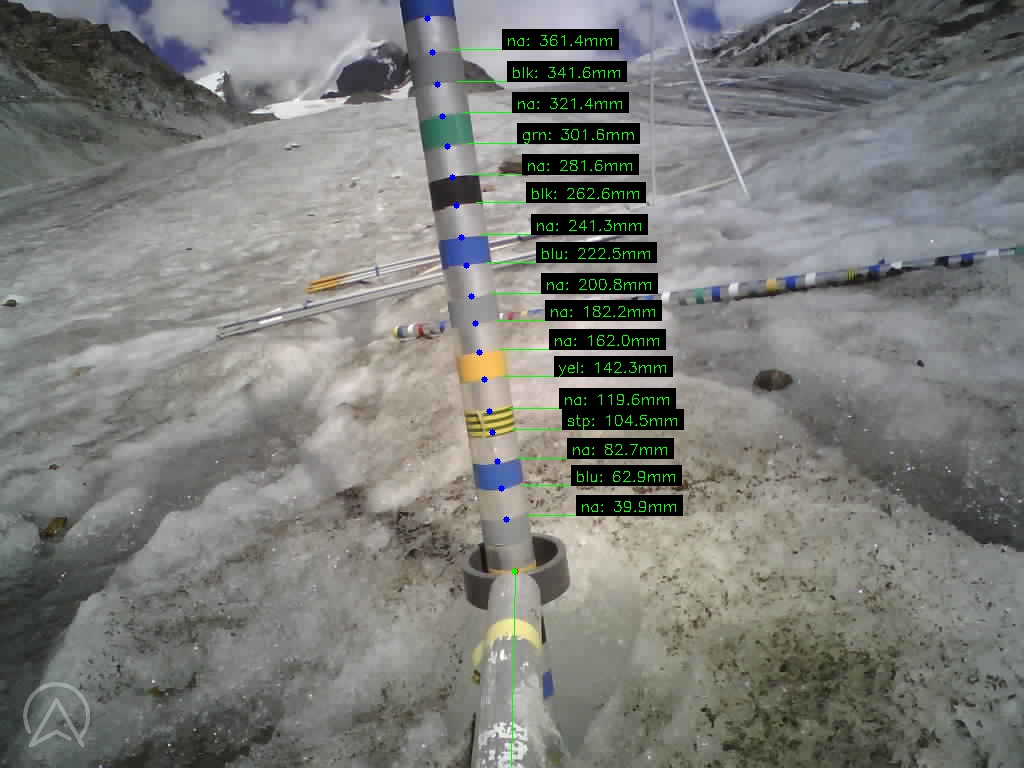 na: 361.4mm
blk: 341.6mm
na: 321.4mm
grn: 301.6mm
na: 281.6mm
blk: 262.6mm
na: 241.3mm
blu: 222.5mm
na: 200.8mm
na: 182.2mm
na: 162.0mm
yel: 142.3mm
na: 119.6mm
stp: 104.5mm
na: 82.7mm
blu: 62.9mm
na: 39.9mm